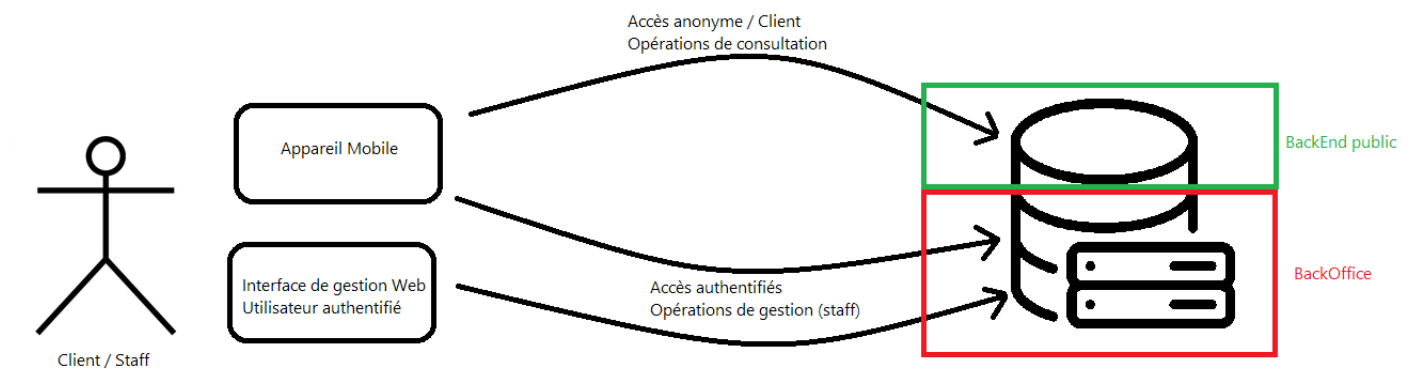 Accès anonyme / Client
Opérations de consultation
Appareil Mobile
BackEnd public
Interface de gestion Web
Utilisateur authentifié
Accès authentifiés
Opérations de gestion (staff)
BackOffice
Client / Staff